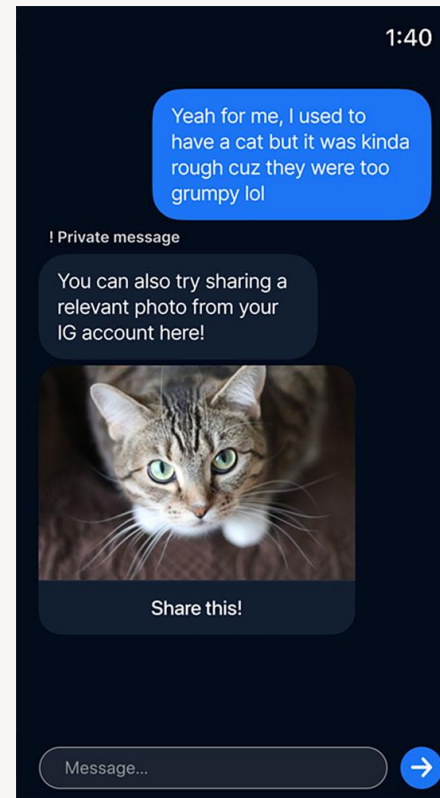 1:40
Yeah for me, I used to
have a cat but it was kinda
rough cuz they were too
grumpy lol
! Private message
You can also try sharing a
relevant photo from your
IG account here!
Share this!
Message...